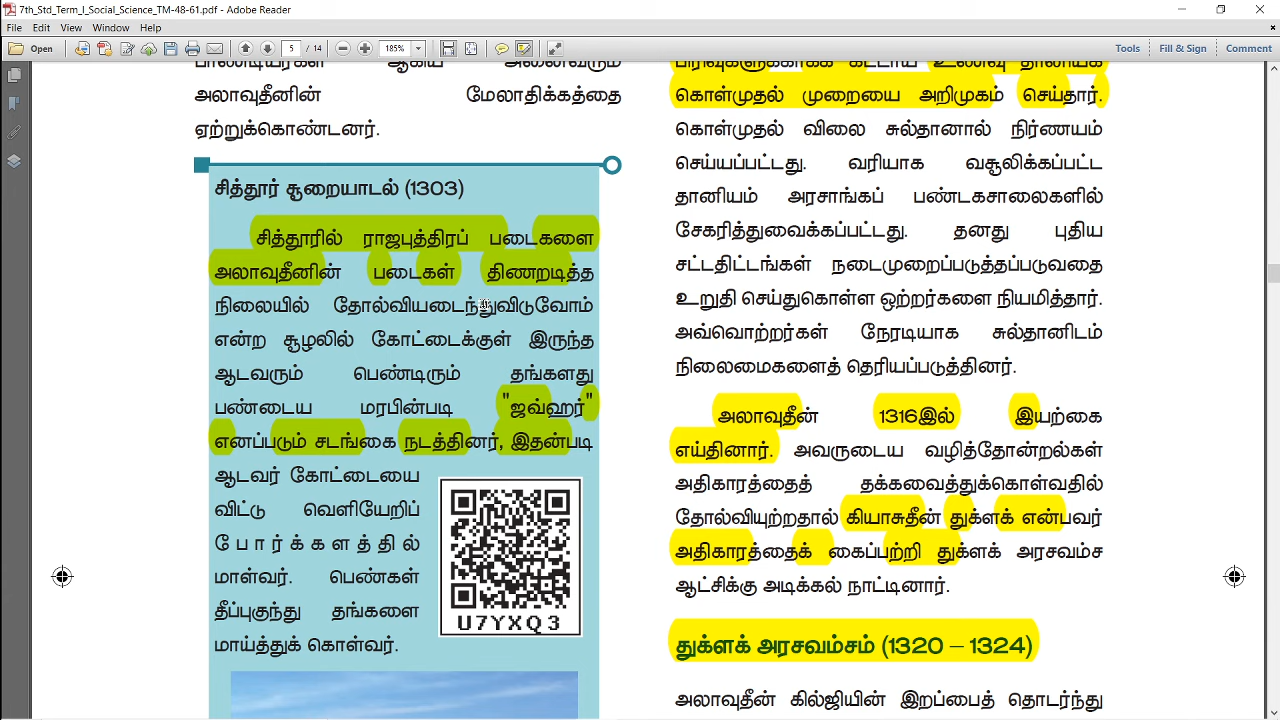 7th_Std_Term_I_Social_Science_TM-48-61.pdf - Adobe Reader
File Edit View Window Help
Open 5 / 14 185% Tools Fill & Sign Comment
பாண்டியர்கள் ஆகிய அனைவரும்
அலாவுதீனின் மேலாதிக்கத்தை
ஏற்றுக்கொண்டனர்.
சித்தூர் சூறையாடல் (1303)
சித்தூரில் ராஜபுத்திரப் படைகளை
அலாவுதீனின் படைகள் திணறடித்த
நிலையில் தோல்வியடைந்துவிடுவோம்
என்ற சூழலில் கோட்டைக்குள் இருந்த
ஆடவரும் பெண்டிரும் தங்களது
பண்டைய மரபின்படி "ஜவ்ஹர்"
எனப்படும் சடங்கை நடத்தினர், இதன்படி
ஆடவர் கோட்டையை
விட்டு வெளியேறிப்
போர்க்களத்தில்
மாள்வர். பெண்கள்
தீப்புகுந்து தங்களை
மாய்த்துக் கொள்வர்.
U7YXQ3
கொள்முதல் முறையை அறிமுகம் செய்தார்.
கொள்முதல் விலை சுல்தானால் நிர்ணயம்
செய்யப்பட்டது. வரியாக வசூலிக்கப்பட்ட
தானியம் அரசாங்கப் பண்டகசாலைகளில்
சேகரித்துவைக்கப்பட்டது. தனது புதிய
சட்டதிட்டங்கள் நடைமுறைப்படுத்தப்படுவதை
உறுதி செய்துகொள்ள ஒற்றர்களை நியமித்தார்.
அவ்வொற்றர்கள் நேரடியாக சுல்தானிடம்
நிலைமைகளைத் தெரியப்படுத்தினர்.
அலாவுதீன் 1316இல் இயற்கை
எய்தினார். அவருடைய வழித்தோன்றல்கள்
அதிகாரத்தைத் தக்கவைத்துக்கொள்வதில்
தோல்வியுற்றதால் கியாசுதீன் துக்ளக் என்பவர்
அதிகாரத்தைக் கைப்பற்றி துக்ளக் அரசவம்ச
ஆட்சிக்கு அடிக்கல் நாட்டினார்.
துக்ளக் அரசவம்சம் (1320 – 1324)
அலாவுதீன் கில்ஜியின் இறப்பைத் தொடர்ந்து